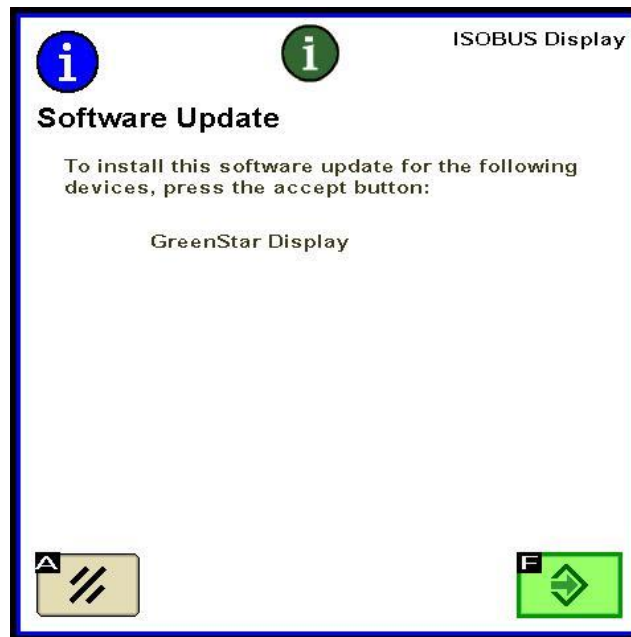 ISOBUS Display
Software Update
To install this software update for the following
devices, press the accept button:
GreenStar Display
A
F